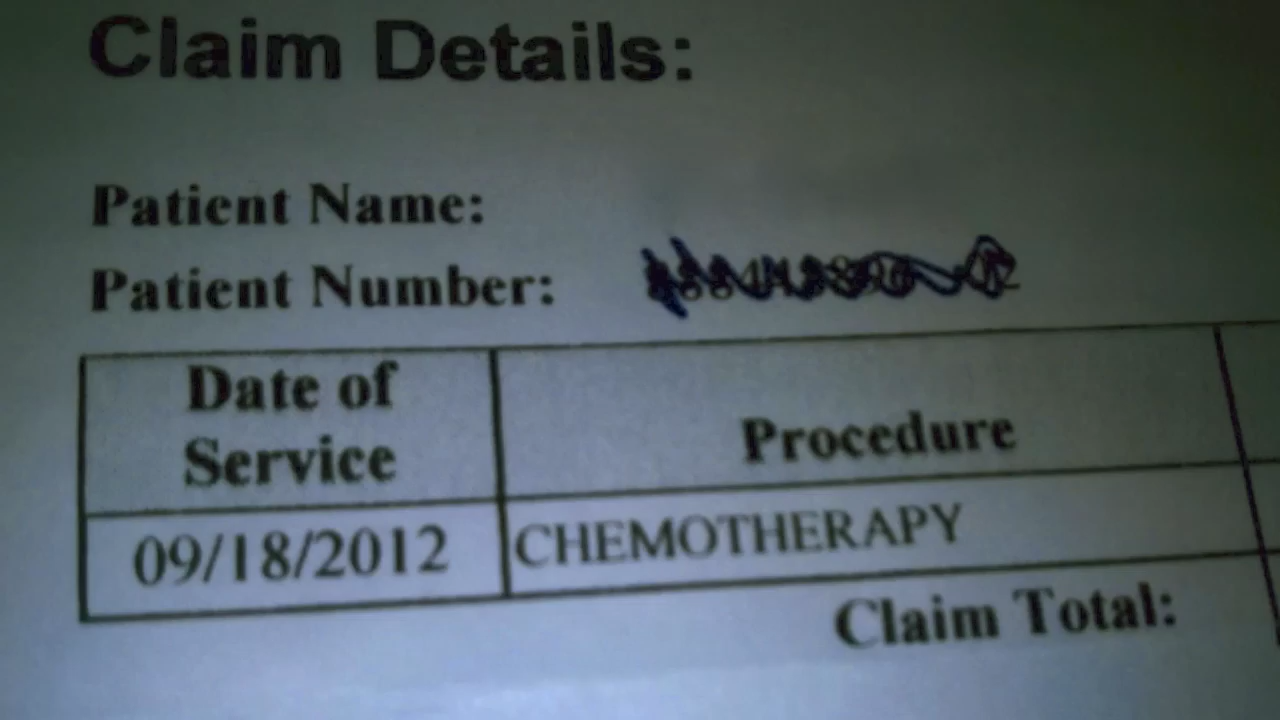 Claim Details:
Patient Name:
Patient Number:
Date of
Service
Procedure
09/18/2012 CHEMOTHERAPY
Claim Total: